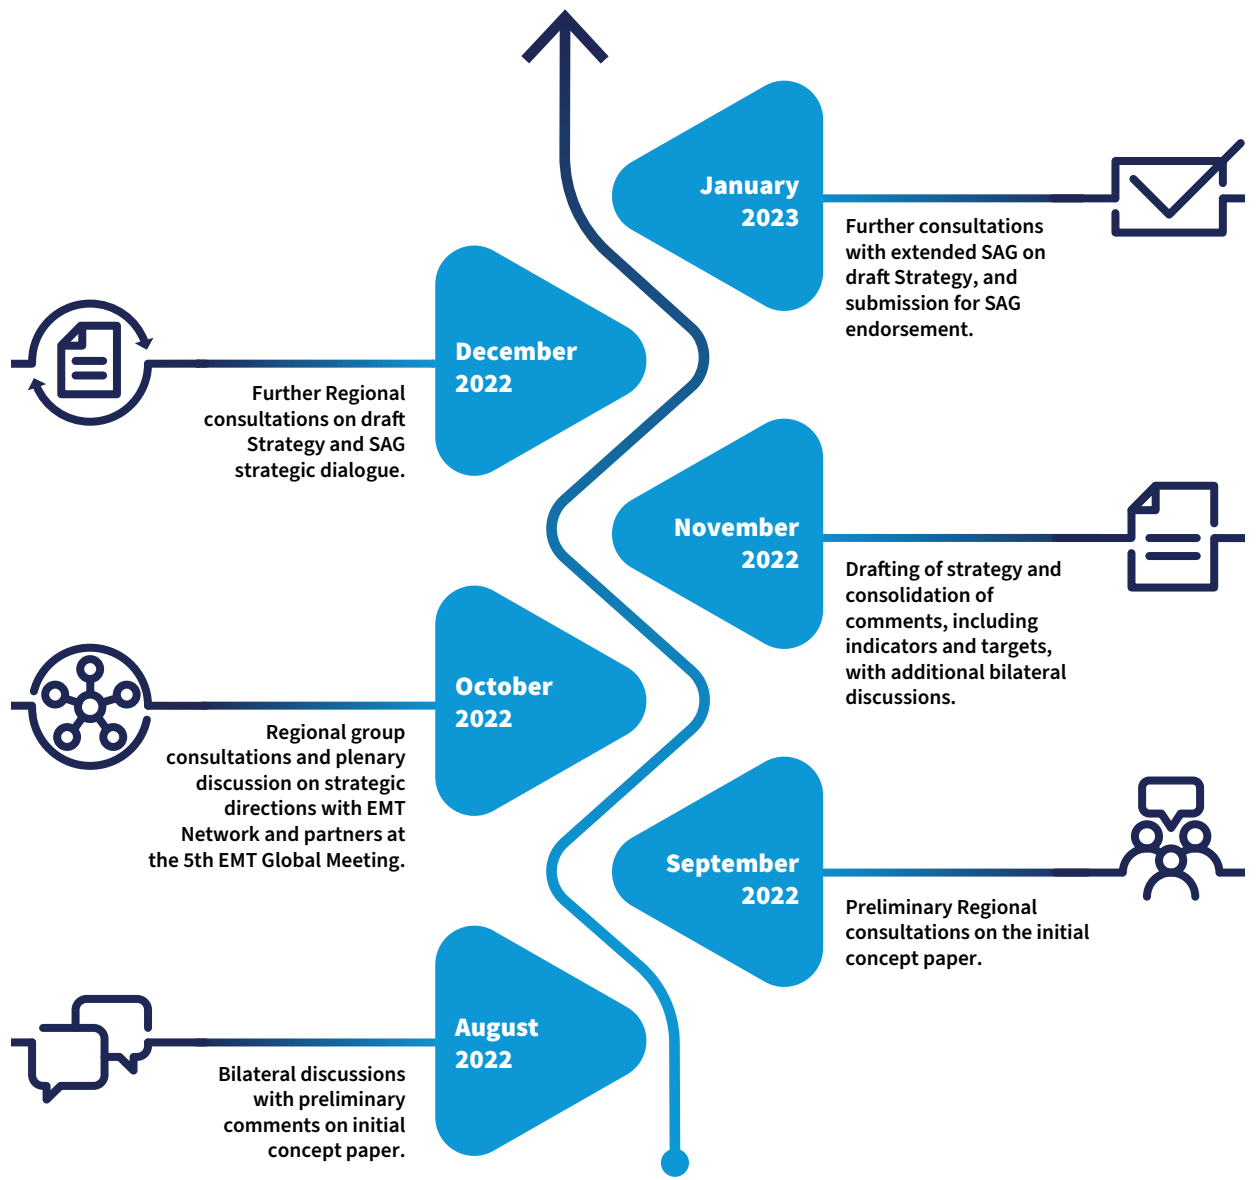 January
2023
Further consultations
with extended SAG on
draft Strategy, and
submission for SAG
endorsement.
December
2022
Further Regional
consultations on draft
Strategy and SAG
strategic dialogue.
November
2022
Drafting of strategy and
consolidation of
comments, including
indicators and targets,
with additional bilateral
discussions.
October
2022
Regional group
consultations and plenary
discussion on strategic
directions with EMT
Network and partners at
the 5th EMT Global Meeting.
September
2022
Preliminary Regional
consultations on the initial
concept paper.
August
2022
Bilateral discussions
with preliminary
comments on initial
concept paper.